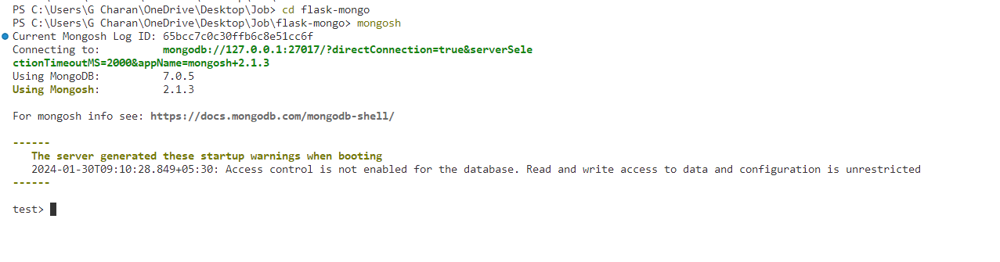 PS C:\Users\G Charan\OneDrive\Desktop\Job> cd flask-mongo
PS C:\Users\G Charan\OneDrive\Desktop\Job\flask-mongo> mongosh
Current Mongosh Log ID: 65bcc7c0c30ffb6c8e51cc6f
Connecting to:          mongodb://127.0.0.1:27017/?directConnection=true&serverSele
ctionTimeoutMS=2000&appName=mongosh+2.1.3
Using MongoDB:          7.0.5
Using Mongosh:          2.1.3
For mongosh info see: https://docs.mongodb.com/mongodb-shell/
------
   The server generated these startup warnings when booting
   2024-01-30T09:10:28.849+05:30: Access control is not enabled for the database. Read and write access to data and configuration is unrestricted
------
test>